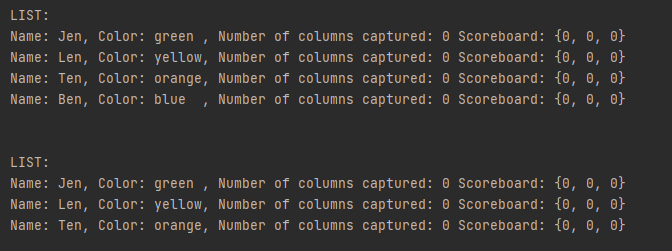 LIST:
Name: Jen, Color: green , Number of columns captured: 0 Scoreboard: {0, 0, 0}
Name: Len, Color: yellow, Number of columns captured: 0 Scoreboard: {0, 0, 0}
Name: Ten, Color: orange, Number of columns captured: 0 Scoreboard: {0, 0, 0}
Name: Ben, Color: blue  , Number of columns captured: 0 Scoreboard: {0, 0, 0}
LIST:
Name: Jen, Color: green , Number of columns captured: 0 Scoreboard: {0, 0, 0}
Name: Len, Color: yellow, Number of columns captured: 0 Scoreboard: {0, 0, 0}
Name: Ten, Color: orange, Number of columns captured: 0 Scoreboard: {0, 0, 0}